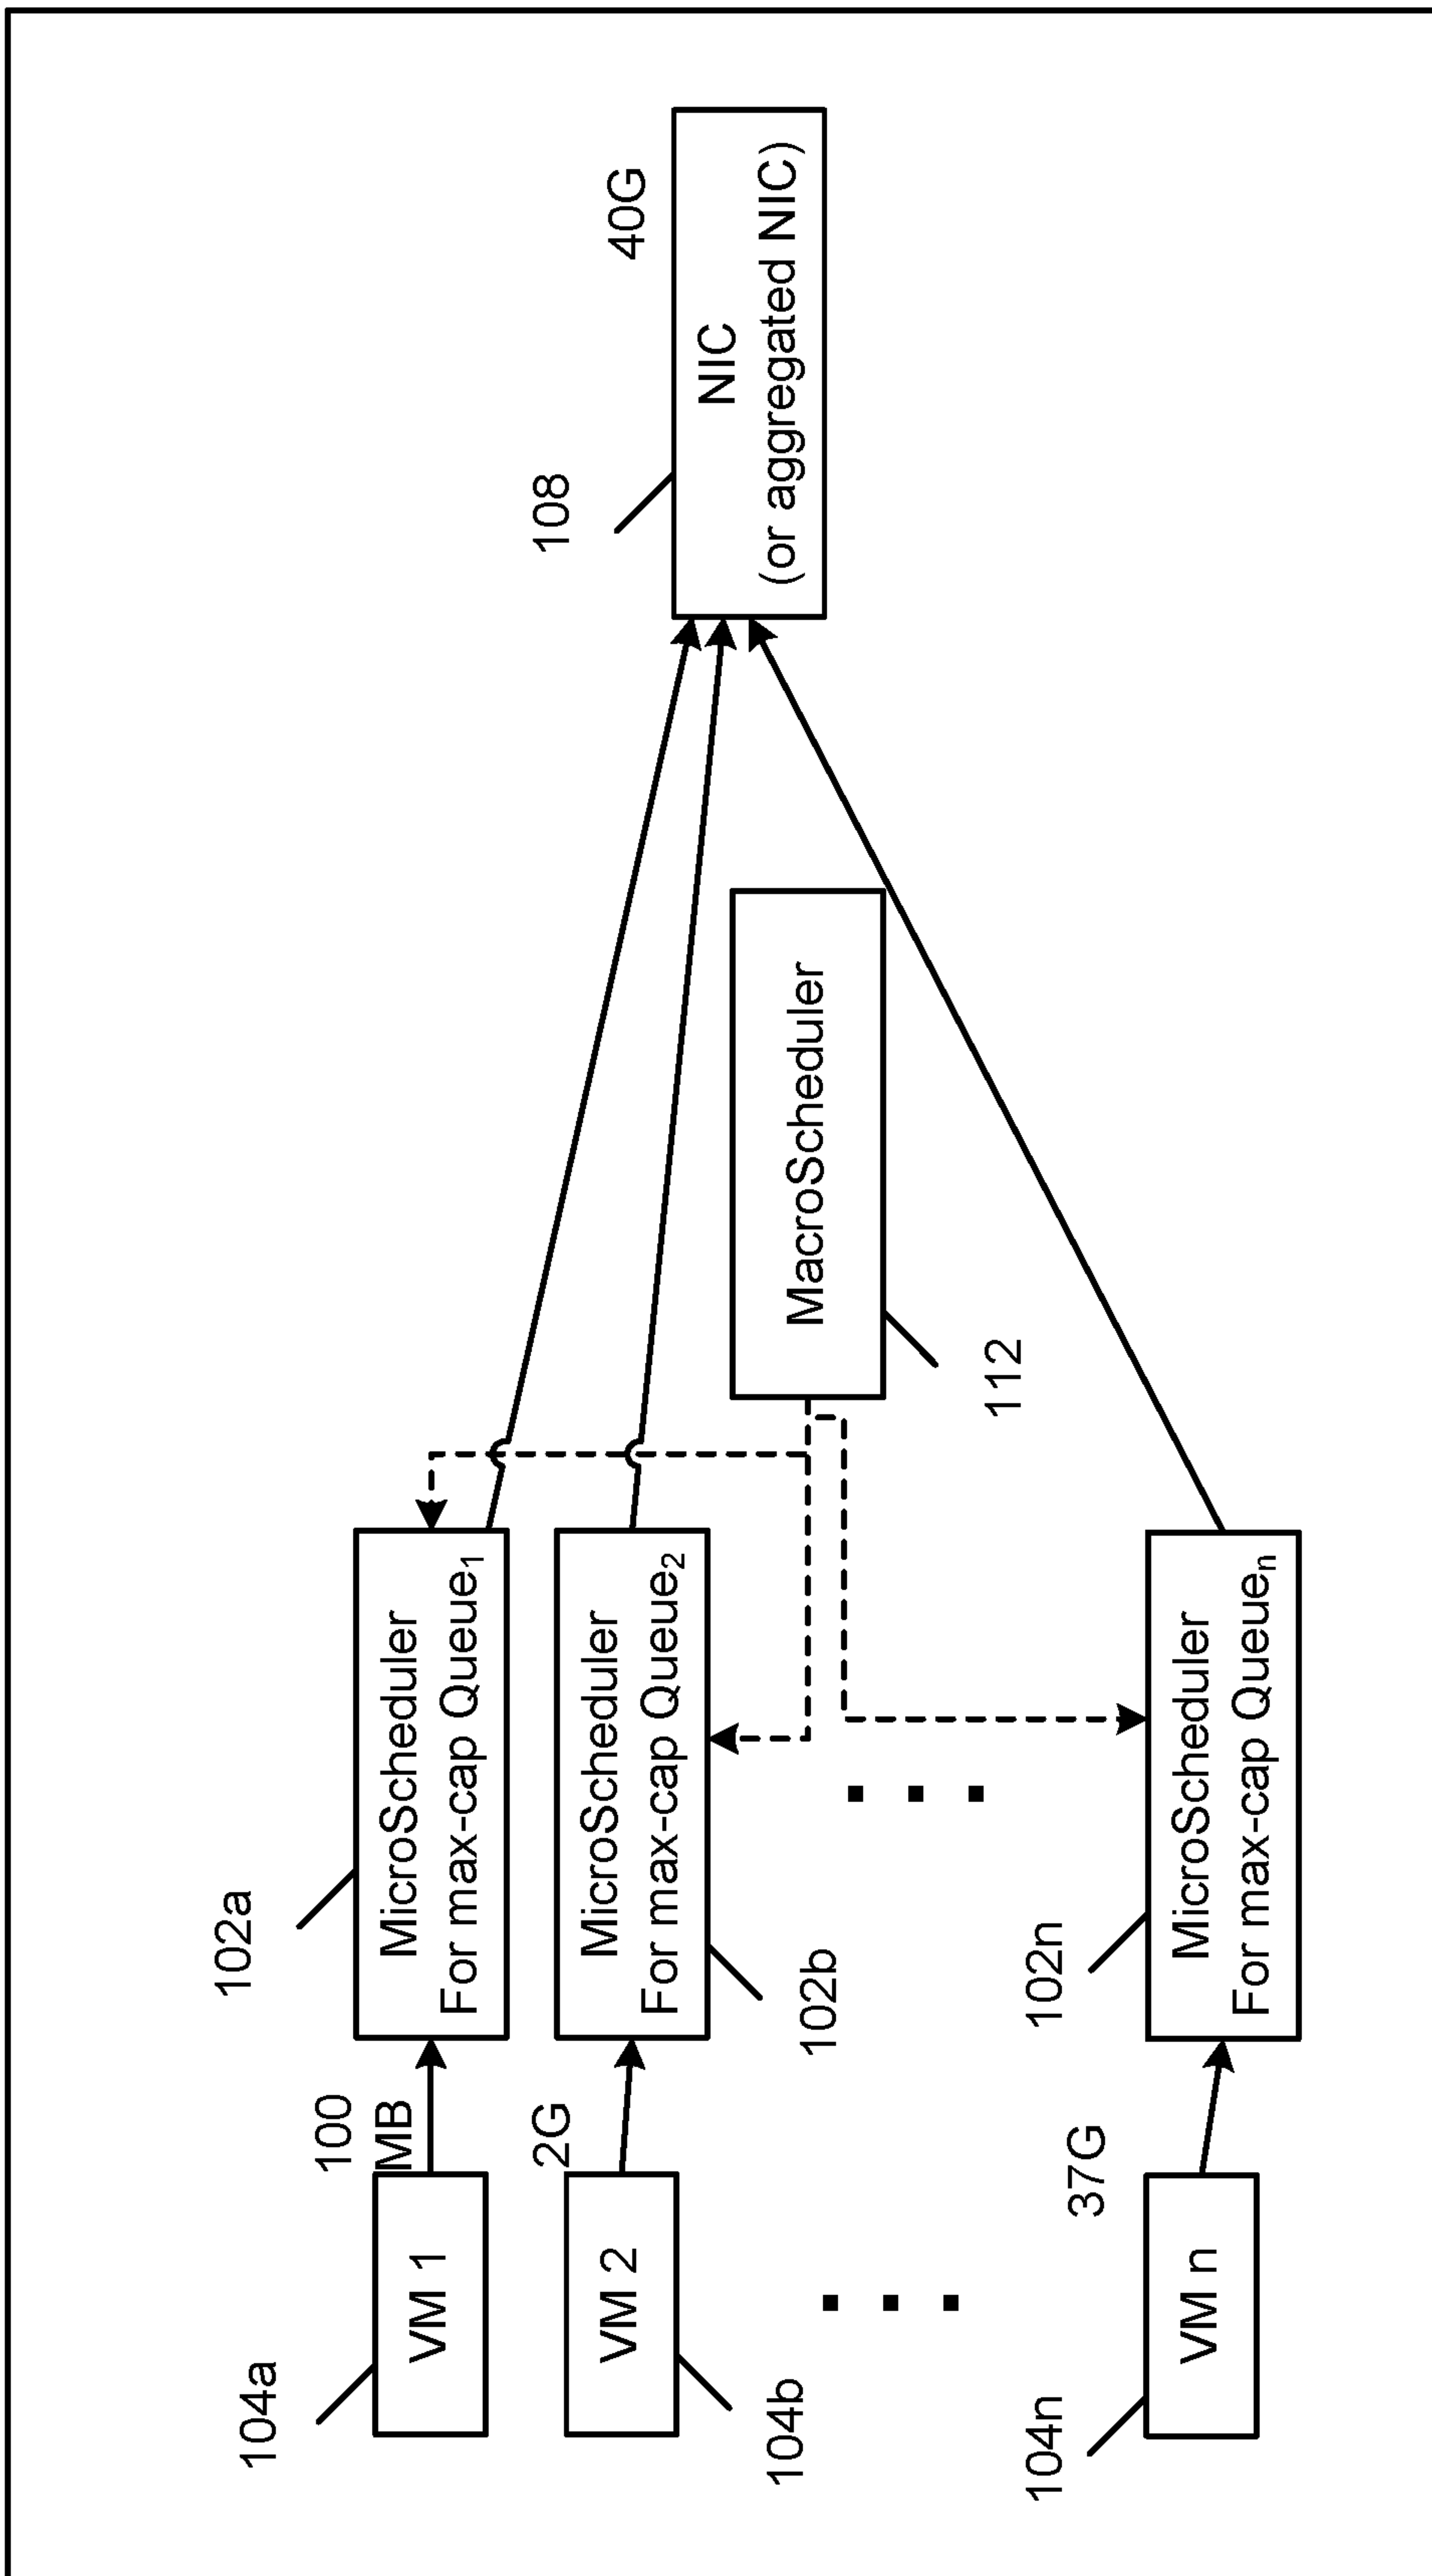 104a
VM 1
100
MB
102a
MicroScheduler
For max-cap Queue1
104b
VM 2
2G
102b
MicroScheduler
For max-cap Queue2
104n
VM n
37G
102n
MicroScheduler
For max-cap Queuen
MacroScheduler
112
108
NIC
(or aggregated NIC)
40G